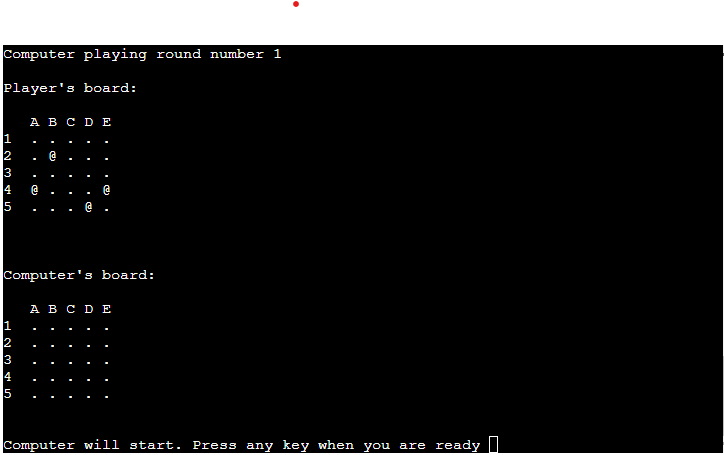 Computer playing round number 1
Player's board:
A B C D E
1 . . . . .
2 . @ . . .
3 . . . . .
4 @ . . . @
5 . . . @ .
Computer's board:
A B C D E
1 . . . . .
2 . . . . .
3 . . . . .
4 . . . . .
5 . . . . .
Computer will start. Press any key when you are ready